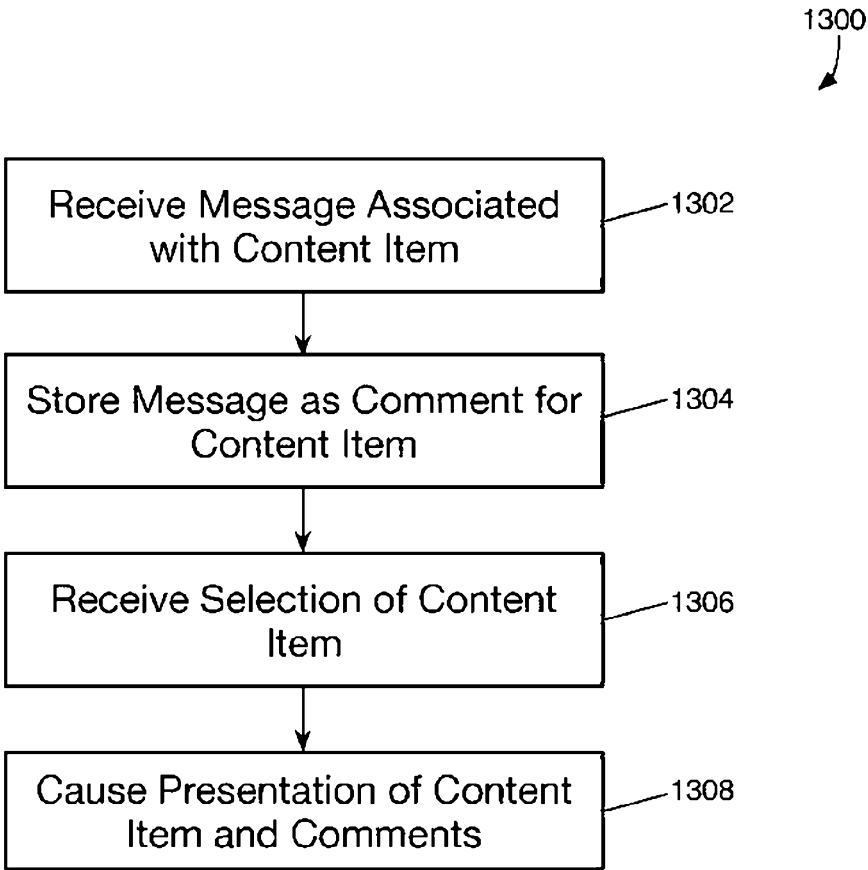 1300
Receive Message Associated
with Content Item
1302
Store Message as Comment for
Content Item
1304
Receive Selection of Content
Item
1306
Cause Presentation of Content
Item and Comments
1308